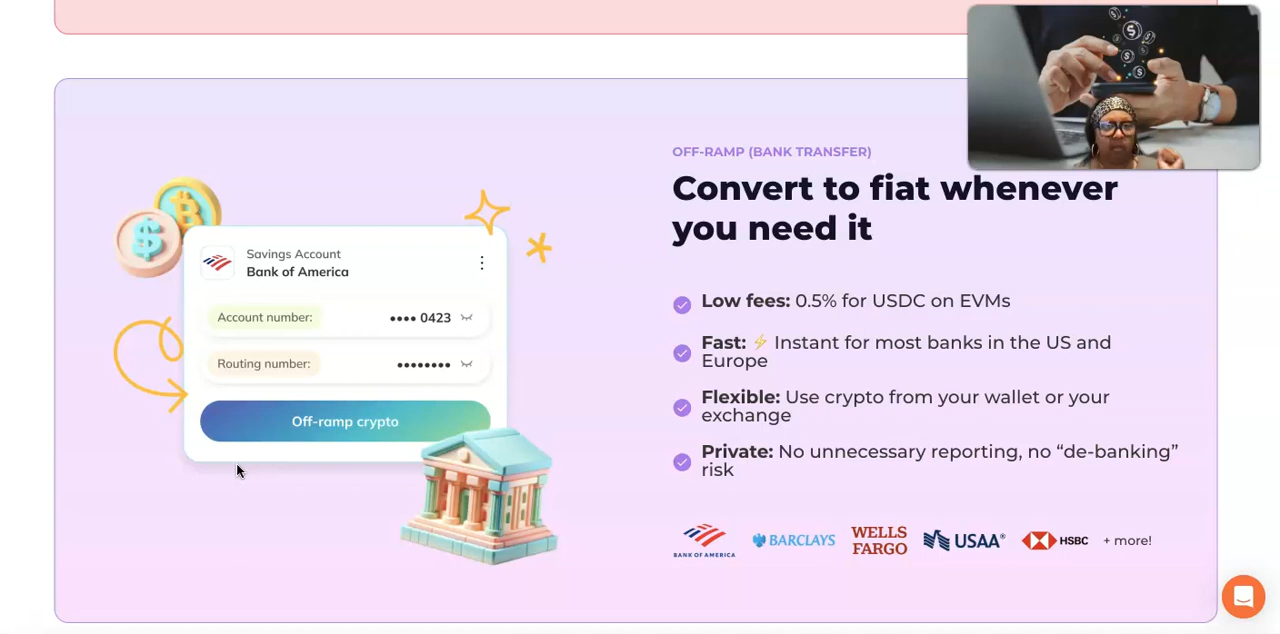 OFF-RAMP (BANK TRANSFER)
Convert to fiat whenever
you need it
Savings Account
Bank of America
Account number: •••• 0423
Routing number: ••••••••
Off-ramp crypto
Low fees: 0.5% for USDC on EVMs
Fast: ⚡ Instant for most banks in the US and
Europe
Flexible: Use crypto from your wallet or your
exchange
Private: No unnecessary reporting, no “de-banking”
risk
BANK OF AMERICA
BARCLAYS
WELLS
FARGO
USAA®
HSBC
+ more!